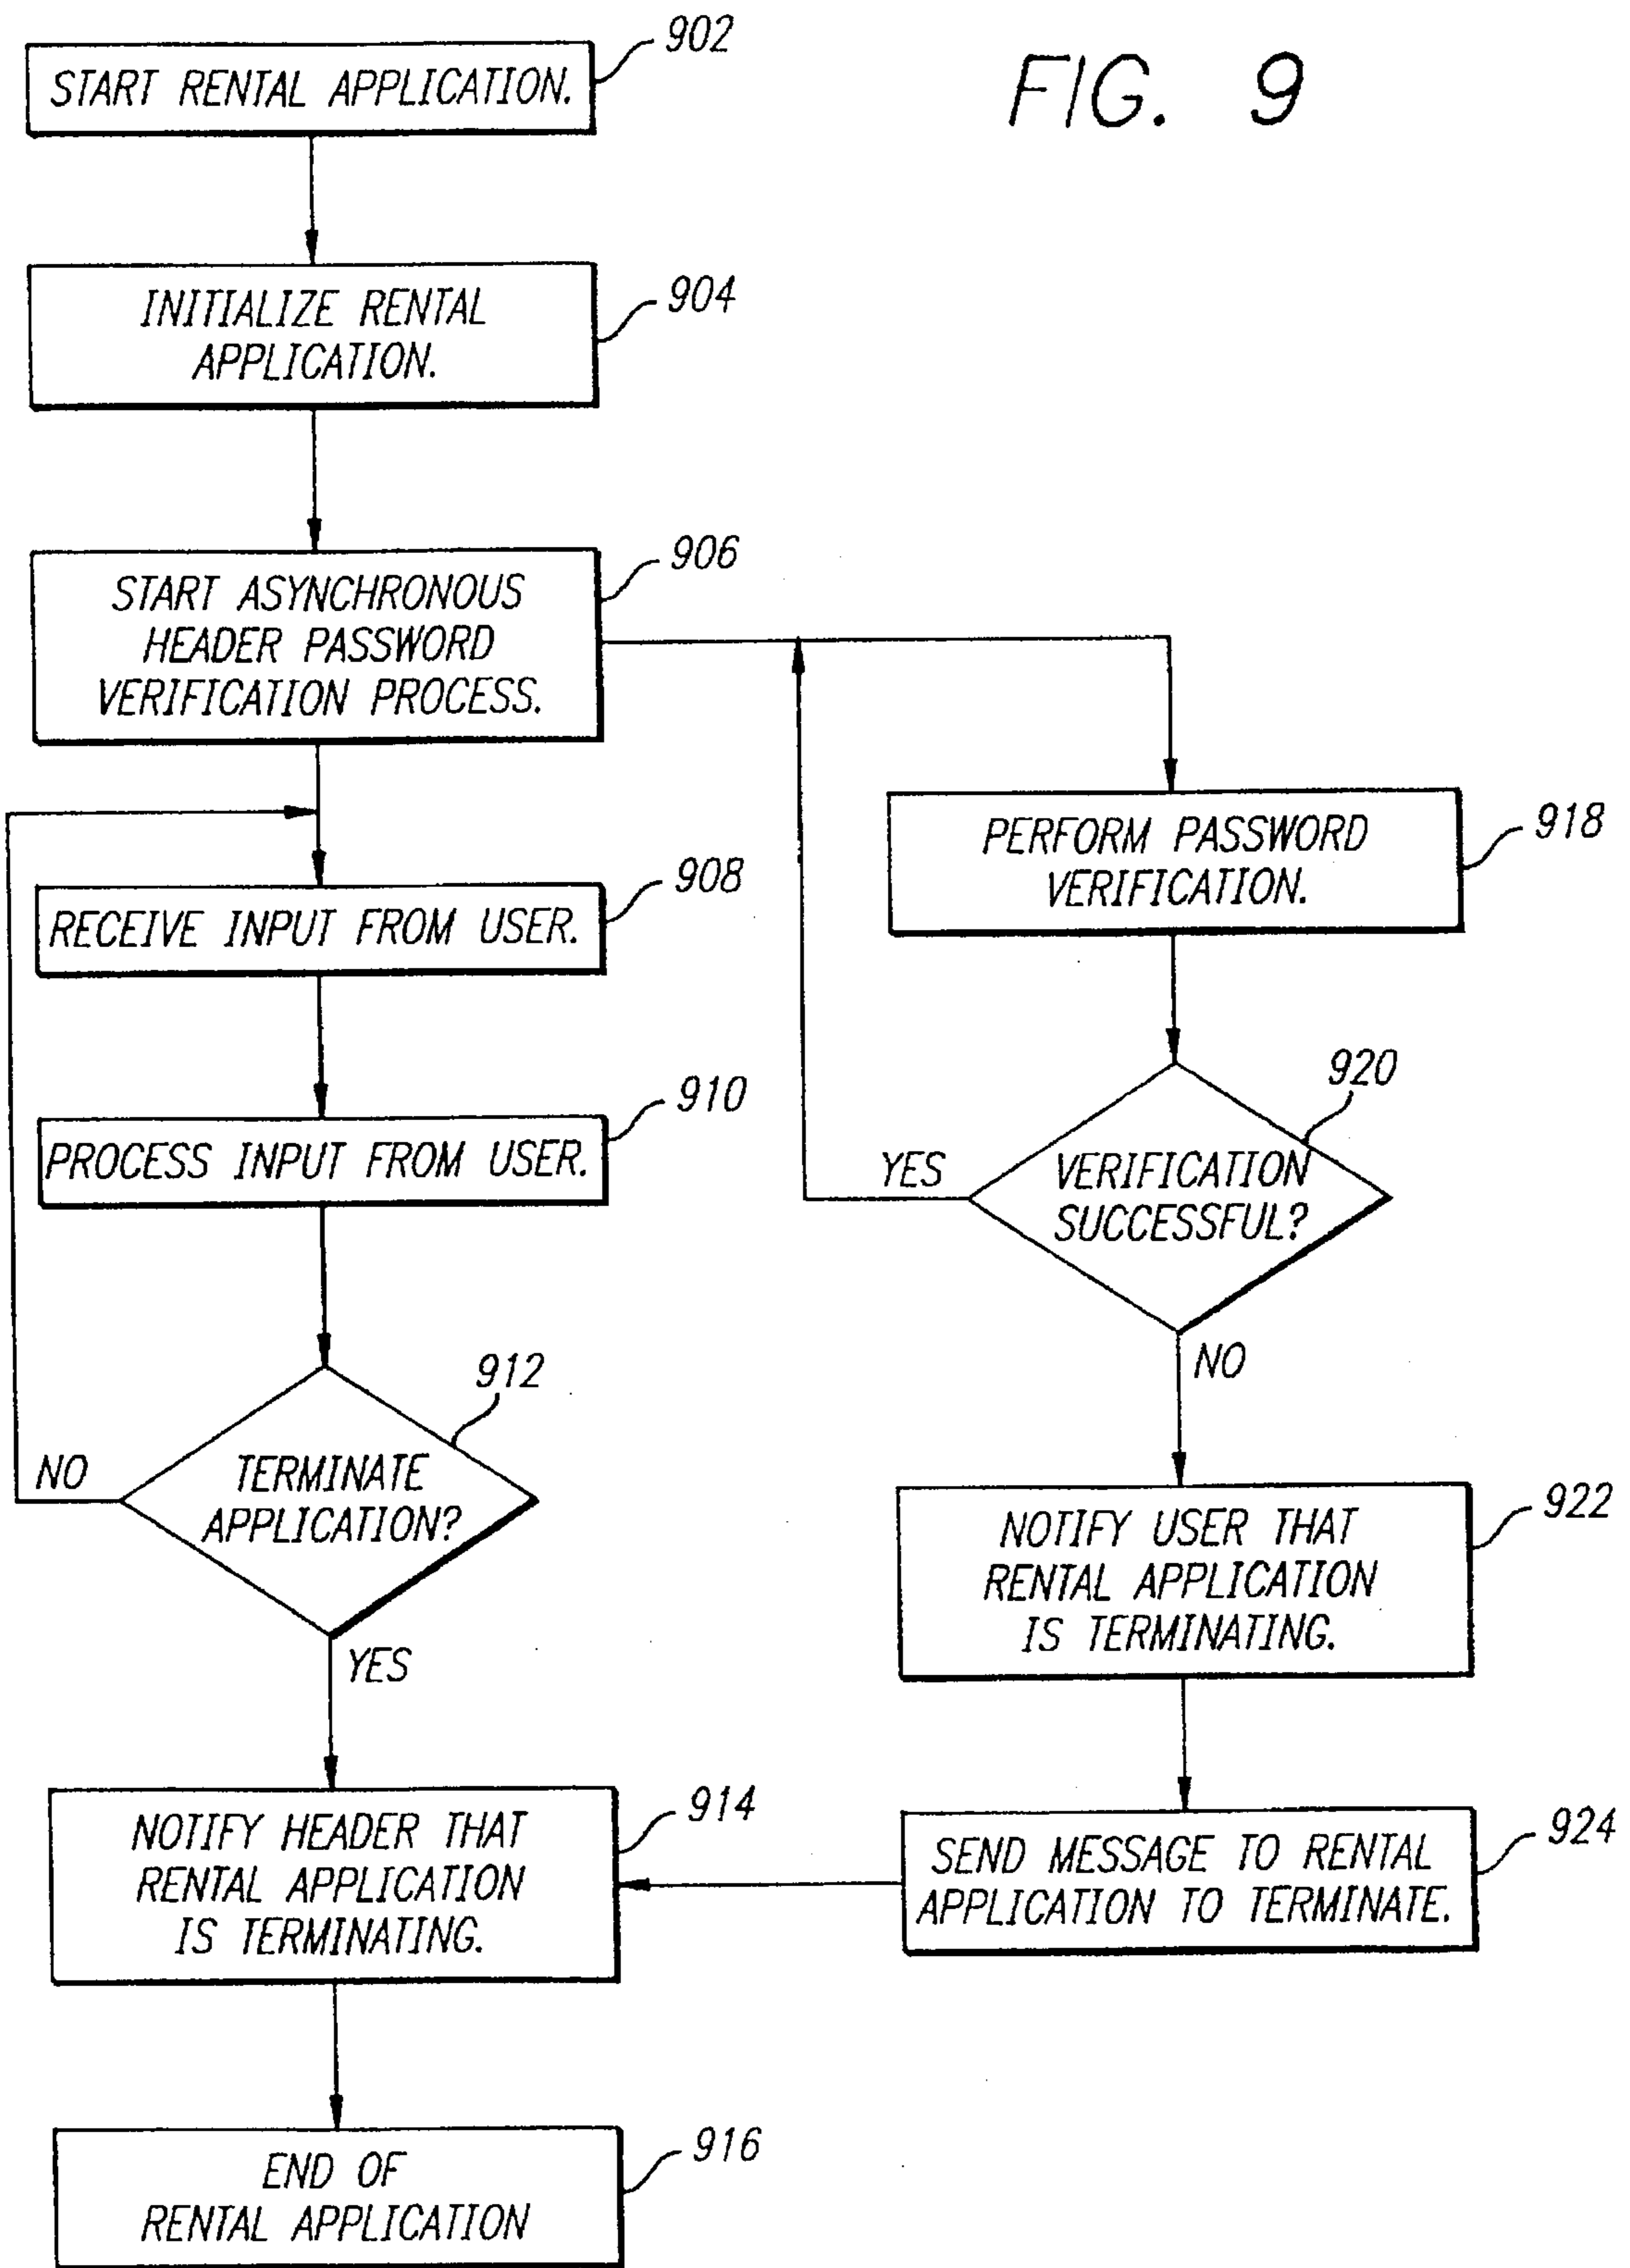 902
START RENTAL APPLICATION.
FIG. 9
904
INITIALIZE RENTAL
APPLICATION.
906
START ASYNCHRONOUS
HEADER PASSWORD
VERIFICATION PROCESS.
908
RECEIVE INPUT FROM USER.
910
PROCESS INPUT FROM USER.
912
TERMINATE
APPLICATION?
NO
YES
914
NOTIFY HEADER THAT
RENTAL APPLICATION
IS TERMINATING.
916
END OF
RENTAL APPLICATION
918
PERFORM PASSWORD
VERIFICATION.
920
VERIFICATION
SUCCESSFUL?
YES
NO
922
NOTIFY USER THAT
RENTAL APPLICATION
IS TERMINATING.
924
SEND MESSAGE TO RENTAL
APPLICATION TO TERMINATE.